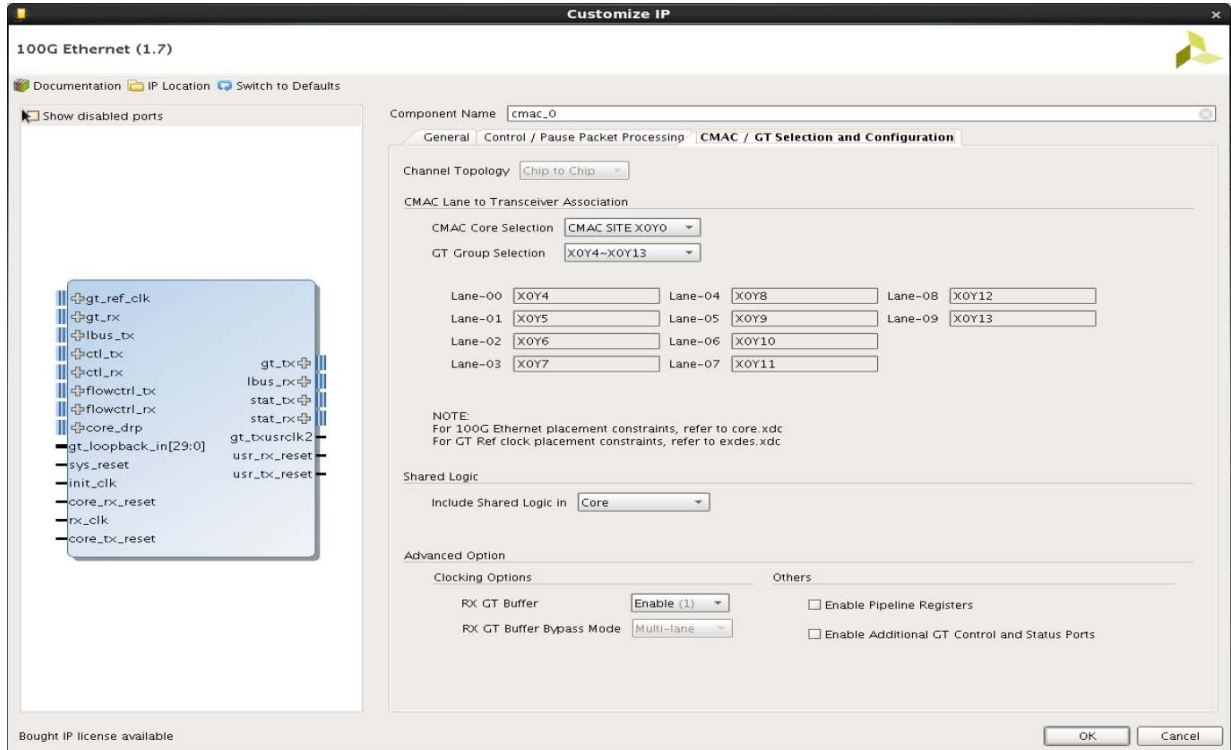 Customize IP
100G Ethernet (1.7)
Documentation IP Location Switch to Defaults
Show disabled ports
gt_ref_clk
gt_rx
lbus_tx
ctl_tx
ctl_rx
flowctrl_tx
flowctrl_rx
core_drp
gt_loopback_in[29:0]
sys_reset
init_clk
core_rx_reset
rx_clk
core_tx_reset
gt_tx
lbus_rx
stat_tx
stat_rx
gt_txusrclk2
usr_rx_reset
usr_tx_reset
Component Name cmac_0
General Control / Pause Packet Processing CMAC / GT Selection and Configuration
Channel Topology Chip to Chip
CMAC Lane to Transceiver Association
CMAC Core Selection CMAC SITE X0Y0
GT Group Selection X0Y4~X0Y13
Lane-00 X0Y4 Lane-04 X0Y8 Lane-08 X0Y12
Lane-01 X0Y5 Lane-05 X0Y9 Lane-09 X0Y13
Lane-02 X0Y6 Lane-06 X0Y10
Lane-03 X0Y7 Lane-07 X0Y11
NOTE:
For 100G Ethernet placement constraints, refer to core.xdc
For GT Ref clock placement constraints, refer to exdes.xdc
Shared Logic
Include Shared Logic in Core
Advanced Option
Clocking Options Others
RX GT Buffer Enable (1) Enable Pipeline Registers
RX GT Buffer Bypass Mode Multi-lane Enable Additional GT Control and Status Ports
Bought IP license available
OK Cancel